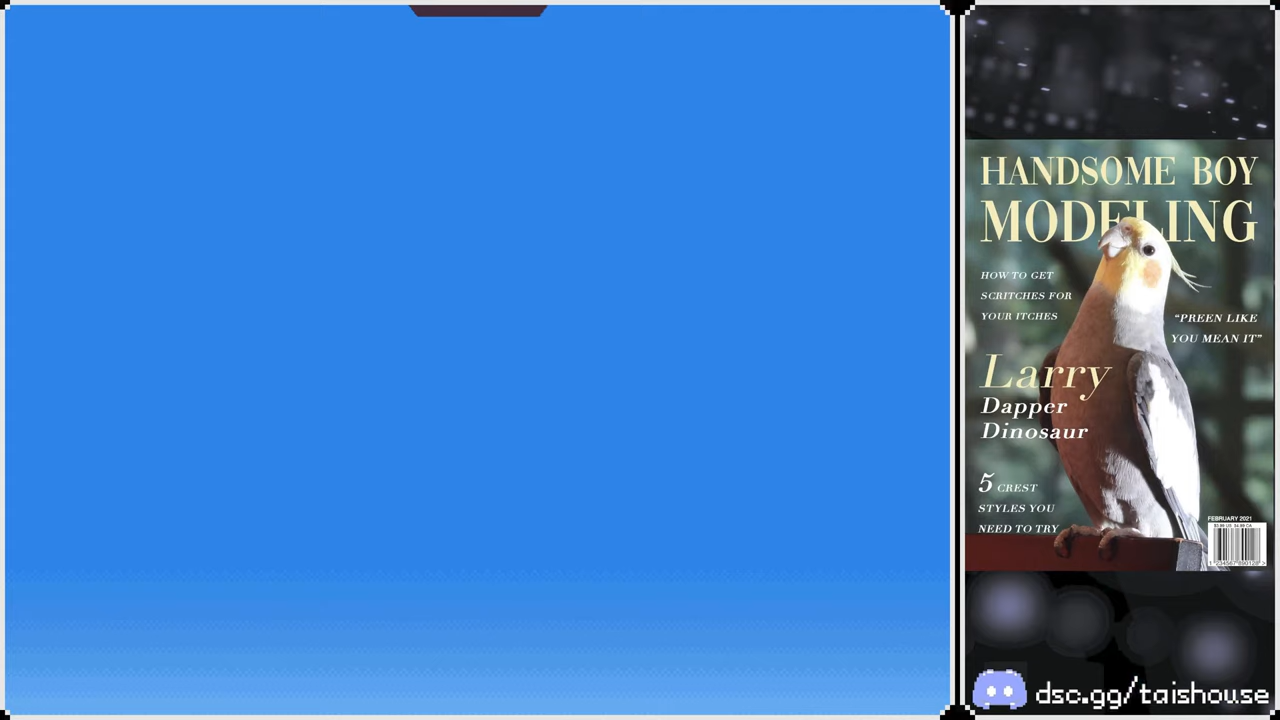 HANDSOME BOY
MODELING
HOW TO GET
SCRITCHES FOR
YOUR ITCHES
"PREEN LIKE
YOU MEAN IT"
Larry
Dapper
Dinosaur
5 CREST
STYLES YOU
NEED TO TRY
FEBRUARY 2021
dsc.gg/taishouse